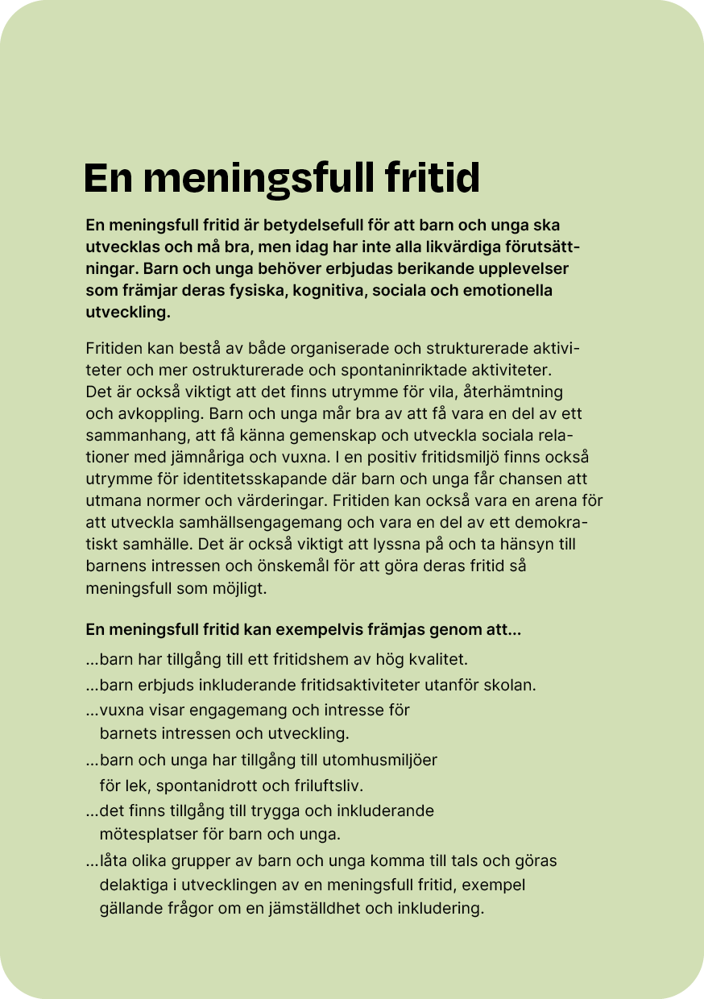 En meningsfull fritid
En meningsfull fritid är betydelsefull för att barn och unga ska
utvecklas och må bra, men idag har inte alla likvärdiga förutsätt-
ningar. Barn och unga behöver erbjudas berikande upplevelser
som främjar deras fysiska, kognitiva, sociala och emotionella
utveckling.
Fritiden kan bestå av både organiserade och strukturerade aktivi-
teter och mer ostrukturerade och spontaninriktade aktiviteter.
Det är också viktigt att det finns utrymme för vila, återhämtning
och avkoppling. Barn och unga mår bra av att få vara en del av ett
sammanhang, att få känna gemenskap och utveckla sociala rela-
tioner med jämnåriga och vuxna. I en positiv fritidsmiljö finns också
utrymme för identitetsskapande där barn och unga får chansen att
utmana normer och värderingar. Fritiden kan också vara en arena för
att utveckla samhällsengagemang och vara en del av ett demokra-
tiskt samhälle. Det är också viktigt att lyssna på och ta hänsyn till
barnens intressen och önskemål för att göra deras fritid så
meningsfull som möjligt.
En meningsfull fritid kan exempelvis främjas genom att...
...barn har tillgång till ett fritidshem av hög kvalitet.
...barn erbjuds inkluderande fritidsaktiviteter utanför skolan.
...vuxna visar engagemang och intresse för
barnets intressen och utveckling.
...barn och unga har tillgång till utomhusmiljöer
för lek, spontanidrott och friluftsliv.
...det finns tillgång till trygga och inkluderande
mötesplatser för barn och unga.
...låta olika grupper av barn och unga komma till tals och göras
delaktiga i utvecklingen av en meningsfull fritid, exempel
gällande frågor om en jämställdhet och inkludering.